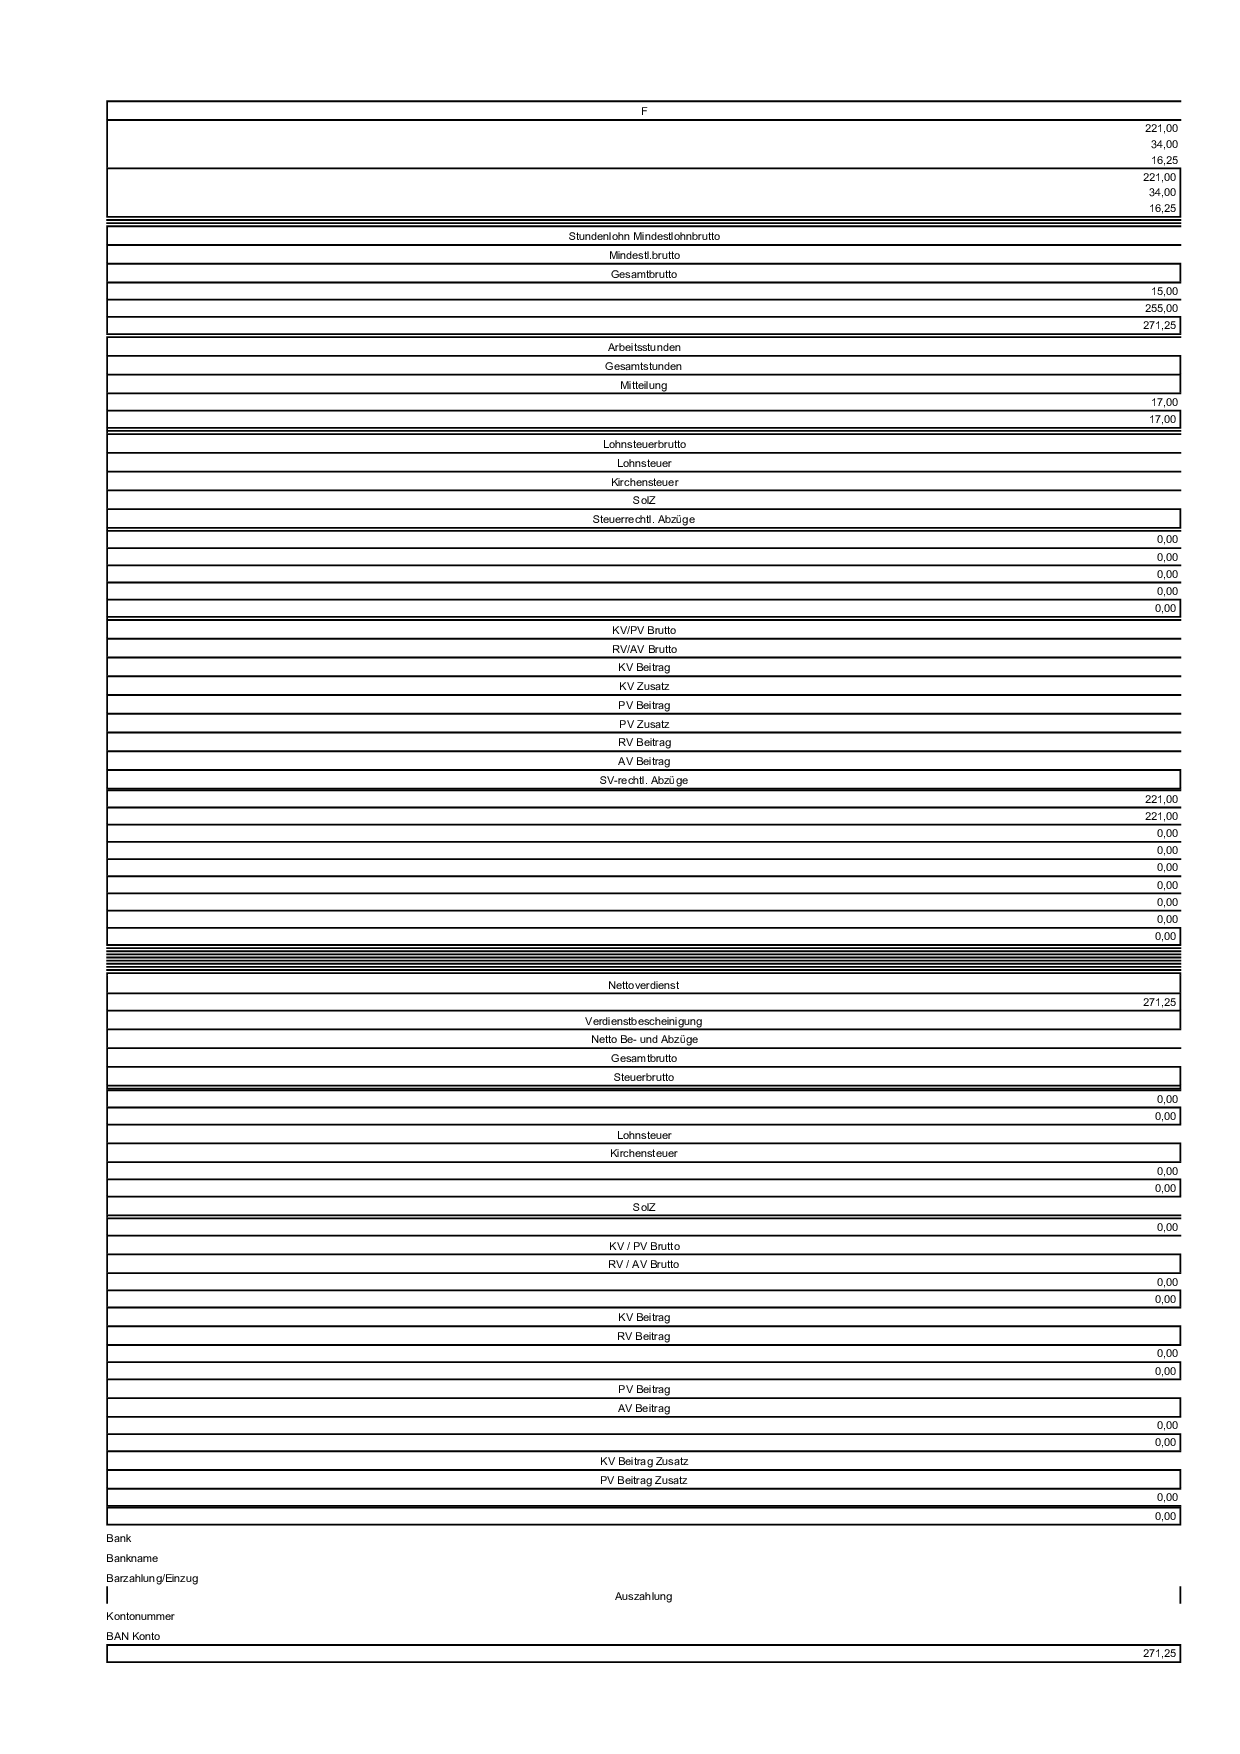 F
221,00
34,00
16,25
221,00
34,00
16,25
Stundenlohn Mindestlohnbrutto
Mindestl.brutto
Gesamtbrutto
15,00
255,00
271,25
Arbeitsstunden
Gesamtstunden
Mitteilung
17,00
17,00
Lohnsteuerbrutto
Lohnsteuer
Kirchensteuer
SolZ
Steuerrechtl. Abzüge
0,00
0,00
0,00
0,00
0,00
KV/PV Brutto
RV/AV Brutto
KV Beitrag
KV Zusatz
PV Beitrag
PV Zusatz
RV Beitrag
AV Beitrag
SV-rechtl. Abzüge
221,00
221,00
0,00
0,00
0,00
0,00
0,00
0,00
0,00
Nettoverdienst
271,25
Verdienstbescheinigung
Netto Be- und Abzüge
Gesamtbrutto
Steuerbrutto
0,00
0,00
Lohnsteuer
Kirchensteuer
0,00
0,00
SolZ
0,00
KV / PV Brutto
RV / AV Brutto
0,00
0,00
KV Beitrag
RV Beitrag
0,00
0,00
PV Beitrag
AV Beitrag
0,00
0,00
KV Beitrag Zusatz
PV Beitrag Zusatz
0,00
0,00
Bank
Bankname
Barzahlung/Einzug
Auszahlung
Kontonummer
BAN Konto
271,25